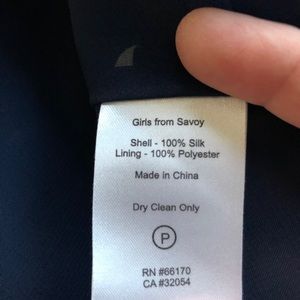 Girls from Savoy
Shell - 100% Silk
Lining - 100% Polyester
Made in China
Dry Clean Only
P
RN #66170
CA #32054